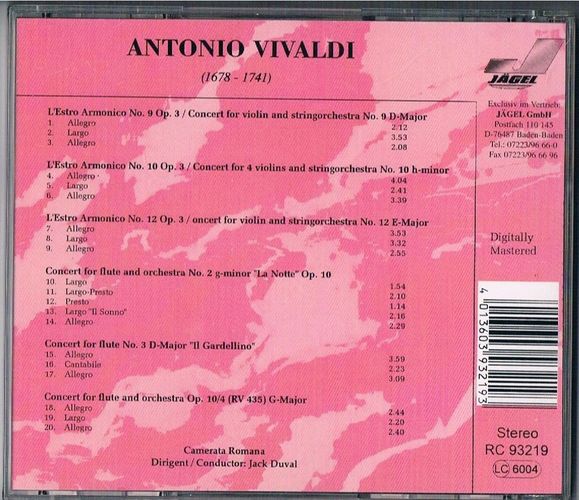 ANTONIO VIVALDI
(1678 - 1741)
L'Estro Armonico No. 9 Op. 3 / Concert for violin and stringorchestra No. 9 D-Major
1. Allegro 2.12
2. Largo 3.53
3. Allegro 2.08
L'Estro Armonico No. 10 Op. 3 / Concert for 4 violins and stringorchestra No. 10 h-minor
4. Allegro 4.04
5. Largo 2.41
6. Allegro 3.39
L'Estro Armonico No. 12 Op. 3 / oncert for violin and stringorchestra No. 12 E-Major
7. Allegro 3.53
8. Largo 3.32
9. Allegro 2.55
Concert for flute and orchestra No. 2 g-minor "La Notte" Op. 10
10. Largo 1.54
11. Largo-Presto 2.10
12. Presto 1.14
13. Largo "Il Sonno" 2.16
14. Allegro 2.29
Concert for flute No. 3 D-Major "Il Gardellino"
15. Allegro 3.59
16. Cantabile 2.23
17. Allegro 3.09
Concert for flute and orchestra Op. 10/4 (RV 435) G-Major
18. Allegro 2.44
19. Largo 2.20
20. Allegro 2.40
Camerata Romana
Dirigent / Conductor: Jack Duval
JÄGEL
Exclusiv im Vertrieb:
JÄGEL GmbH
Postfach 110 145
D-76487 Baden-Baden
Tel.: 07223/96 66-0
Fax 07223/96 66 96
Digitally
Mastered
4 013603 932193
Stereo
RC 93219
LC 6004